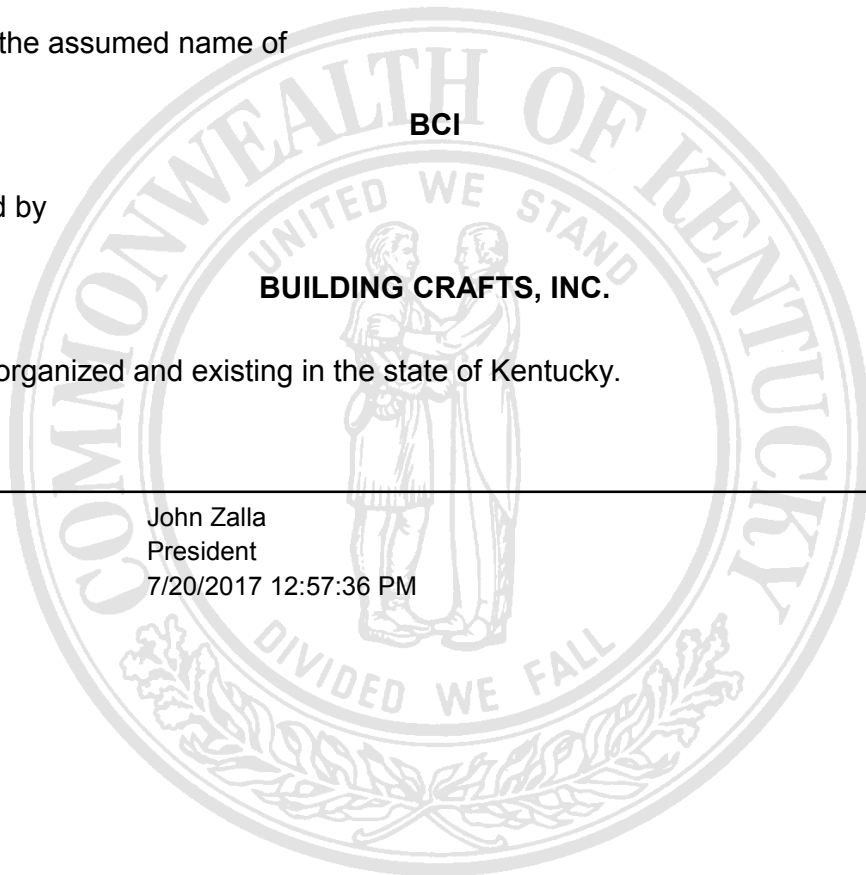 the assumed name of
BCI
d by
BUILDING CRAFTS, INC.
organized and existing in the state of Kentucky.
John Zalla
President
7/20/2017 12:57:36 PM
COMMONWEALTH OF KENTUCKY
UNITED WE STAND
DIVIDED WE FALL